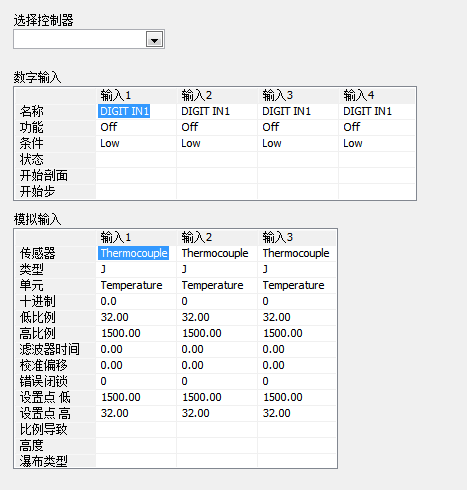 选择控制器
数字输入
输入1 输入2 输入3 输入4
名称 DIGIT IN1 DIGIT IN1 DIGIT IN1 DIGIT IN1
功能 Off Off Off Off
条件 Low Low Low Low
状态
开始剖面
开始步
模拟输入
输入1 输入2 输入3
传感器 Thermocouple Thermocouple Thermocouple
类型 J J J
单元 Temperature Temperature Temperature
十进制 0.0 0 0
低比例 32.00 32.00 32.00
高比例 1500.00 1500.00 1500.00
滤波器时间 0.00 0.00 0.00
校准偏移 0.00 0.00 0.00
错误闭锁 0 0 0
设置点 低 1500.00 1500.00 1500.00
设置点 高 32.00 32.00 32.00
比例导致
高度
瀑布类型